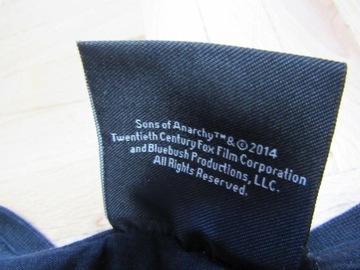 Sons of Anarchy™ & © 2014
Twentieth Century Fox Film Corporation
and Bluebush Productions, LLC.
All Rights Reserved.